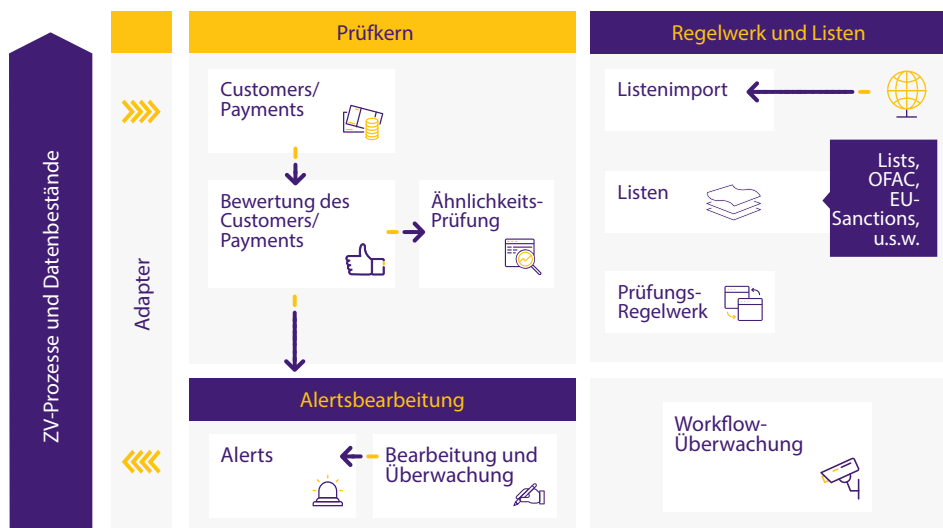 ZV-Prozesse und Datenbestände
Adapter
Prüfkern
Customers/
Payments
Bewertung des
Customers/
Payments
Ähnlichkeits-
Prüfung
Regelwerk und Listen
Listenimport
Listen
Lists,
OFAC,
EU-
Sanctions,
u.s.w.
Prüfungs-
Regelwerk
Alertsbearbeitung
Alerts
Bearbeitung und
Überwachung
Workflow-
Überwachung